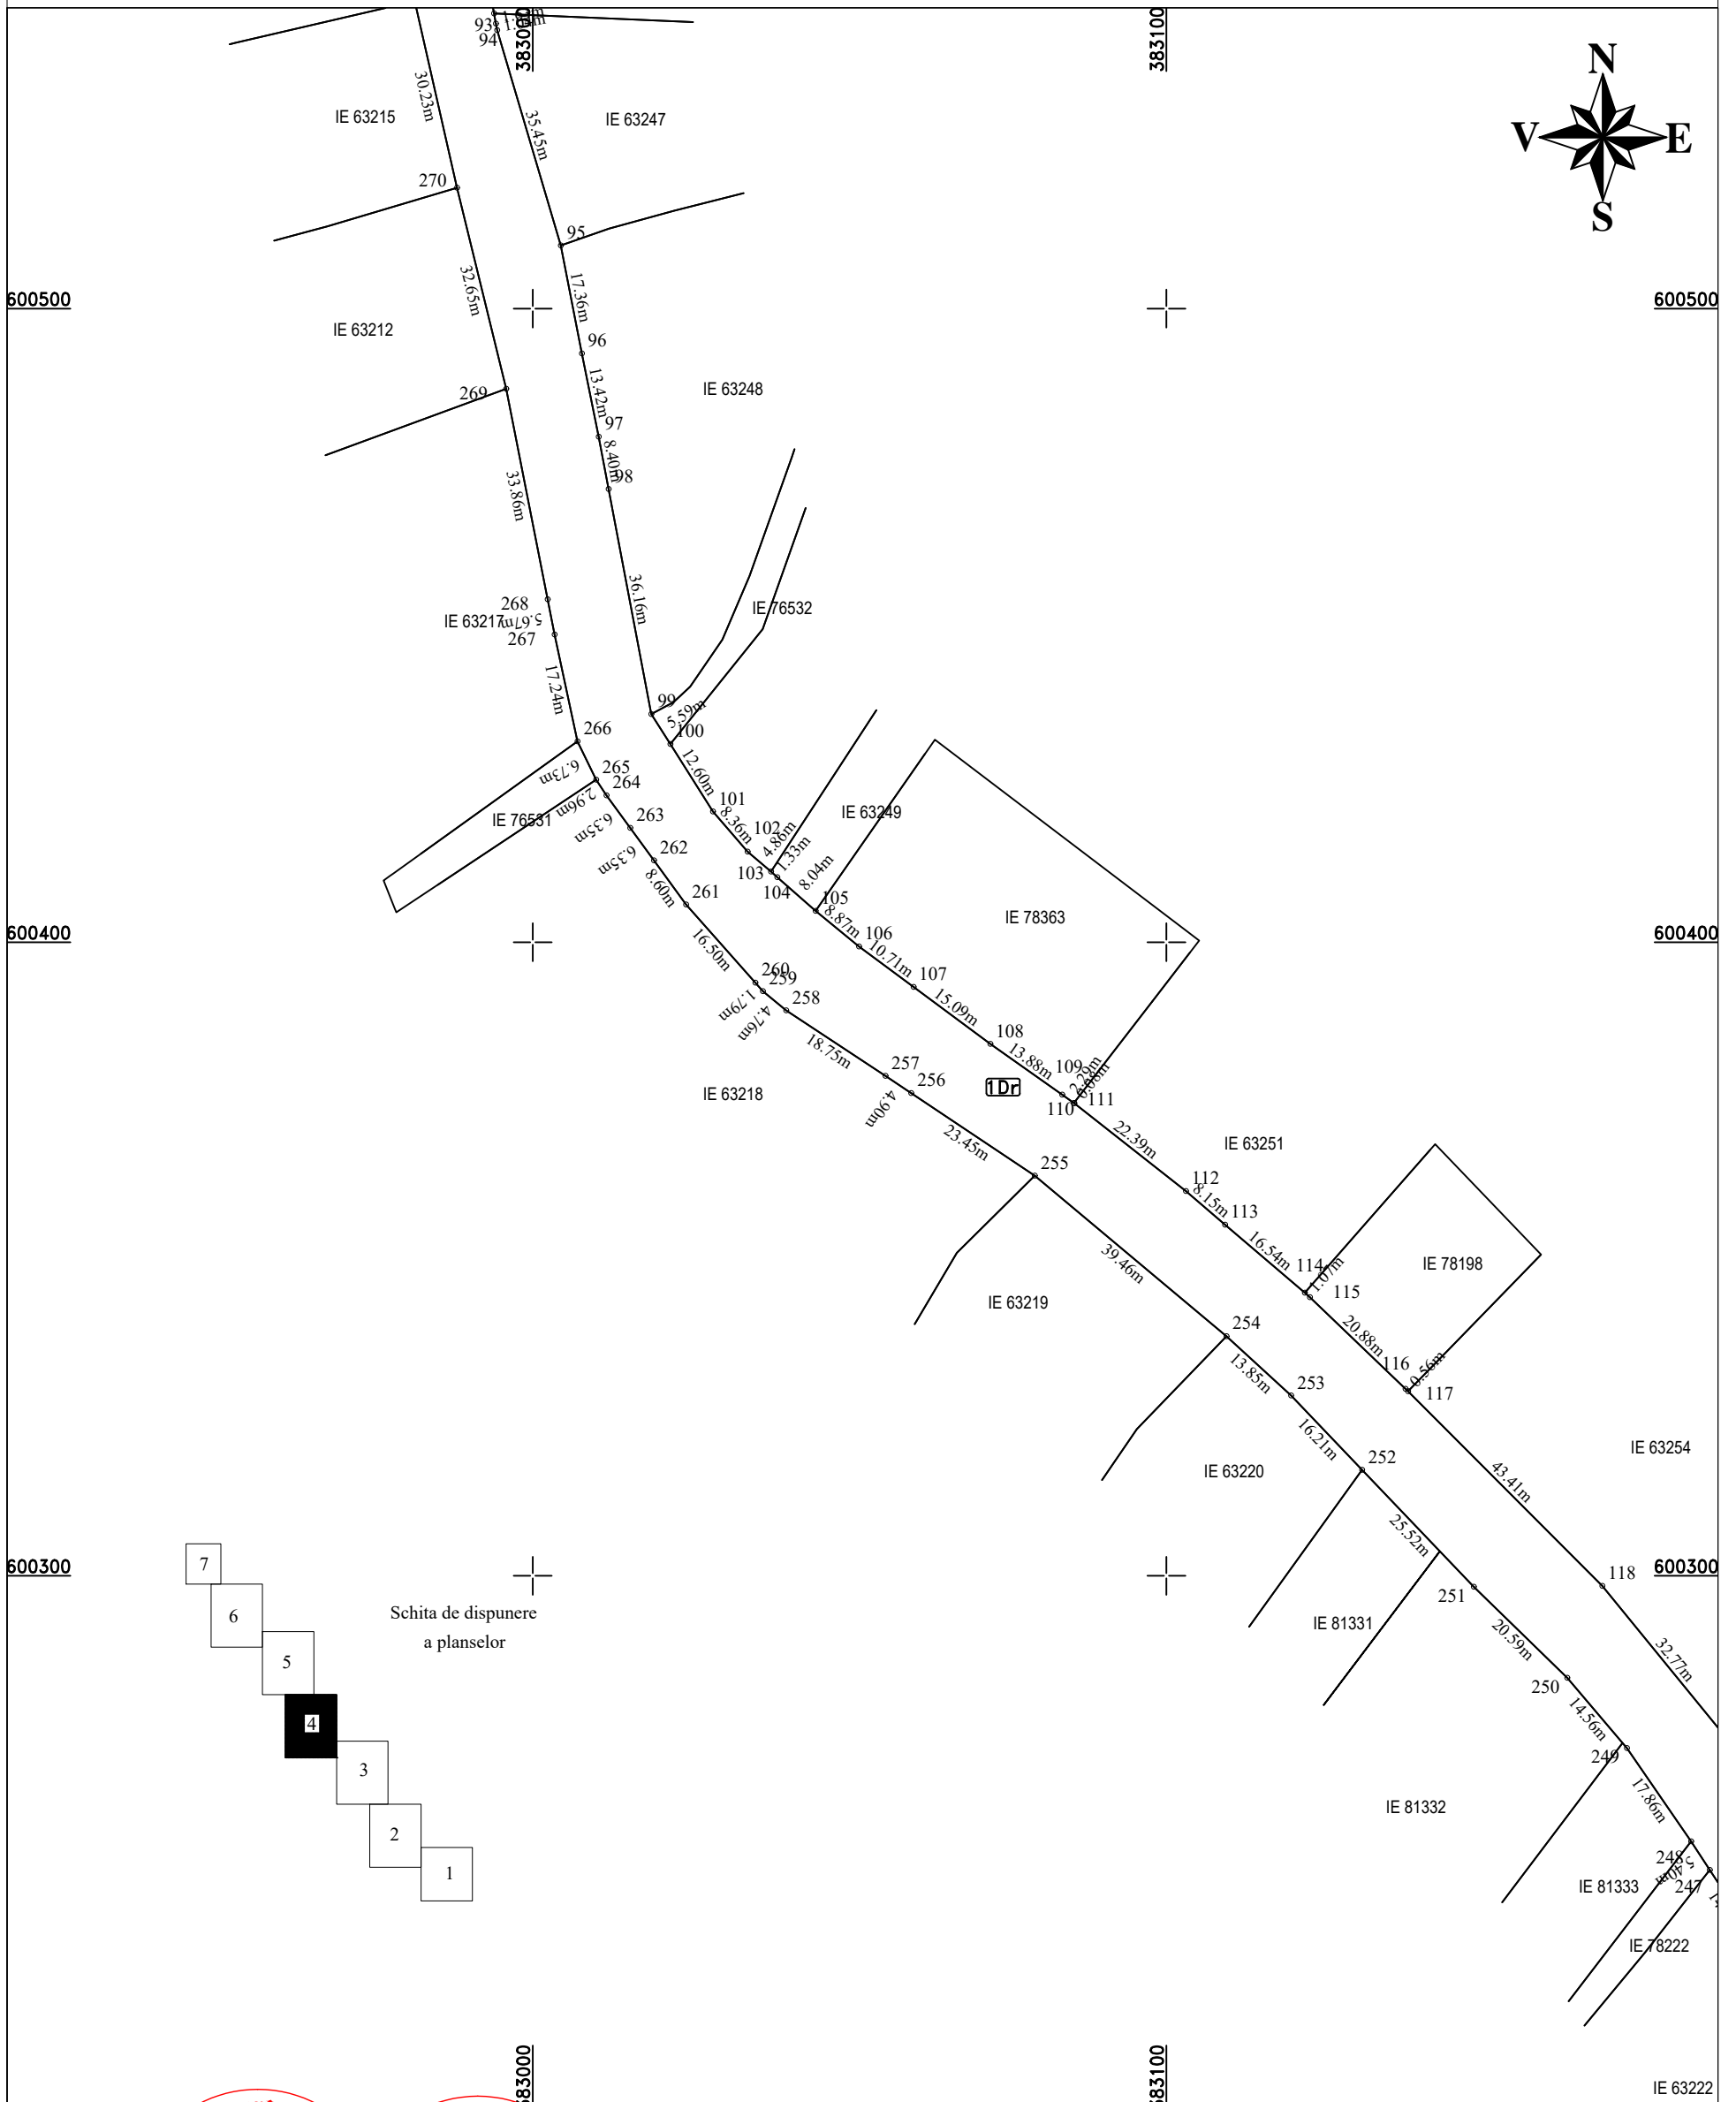 93
94
383000
383100
N
V
E
S
30.23m
35.45m
IE 63215
IE 63247
270
95
32.65m
17.36m
600500
600500
IE 63212
96
269
13.42m
IE 63248
97
8.40m
98
33.86m
268
36.16m
IE 76532
IE 63217
5.67m
267
17.24m
99
5.59m
266
100
6.73m
12.60m
265
264
2.96m
101
IE 63249
IE 76531
263
8.36m
102
6.35m
4.86m
1.33m
262
6.35m
103
8.04m
104
8.60m
261
105
8.87m
IE 78363
600400
106
600400
16.50m
10.71m
260
259
107
1.79m
15.09m
258
4.76m
108
18.75m
13.88m
109
2.29m
0.08m
257
256
1Dr
IE 63218
4.90m
110
111
22.39m
23.45m
IE 63251
255
112
8.15m
113
39.46m
16.54m
114
1.07m
IE 78198
115
IE 63219
254
20.88m
13.85m
116
0.56m
253
117
16.21m
IE 63254
252
IE 63220
43.41m
25.52m
7
600300
118
600300
251
6
Schita de dispunere
a planselor
IE 81331
20.59m
32.77m
5
250
4
14.56m
249
3
17.86m
IE 81332
2
248
5.40m
1
IE 81333
247
IE 78222
383000
383100
IE 63222